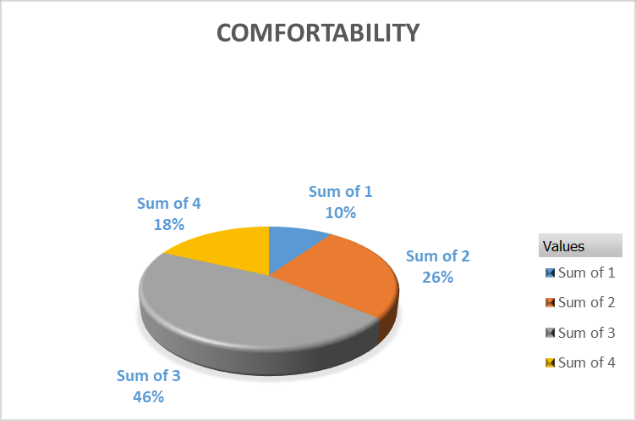 COMFORTABILITY
Sum of 1
10%
Sum of 4
18%
Sum of 2
26%
Sum of 3
46%
Values
Sum of 1
Sum of 2
Sum of 3
Sum of 4